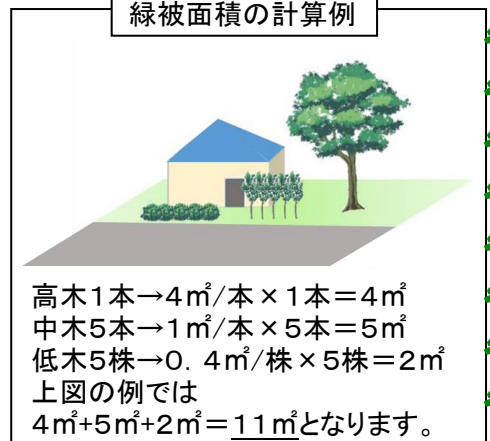 緑被面積の計算例
高木1本→4㎡/本×1本=4㎡
中木5本→1㎡/本×5本=5㎡
低木5株→0.4㎡/株×5株=2㎡
上図の例では
4㎡+5㎡+2㎡=11㎡となります。